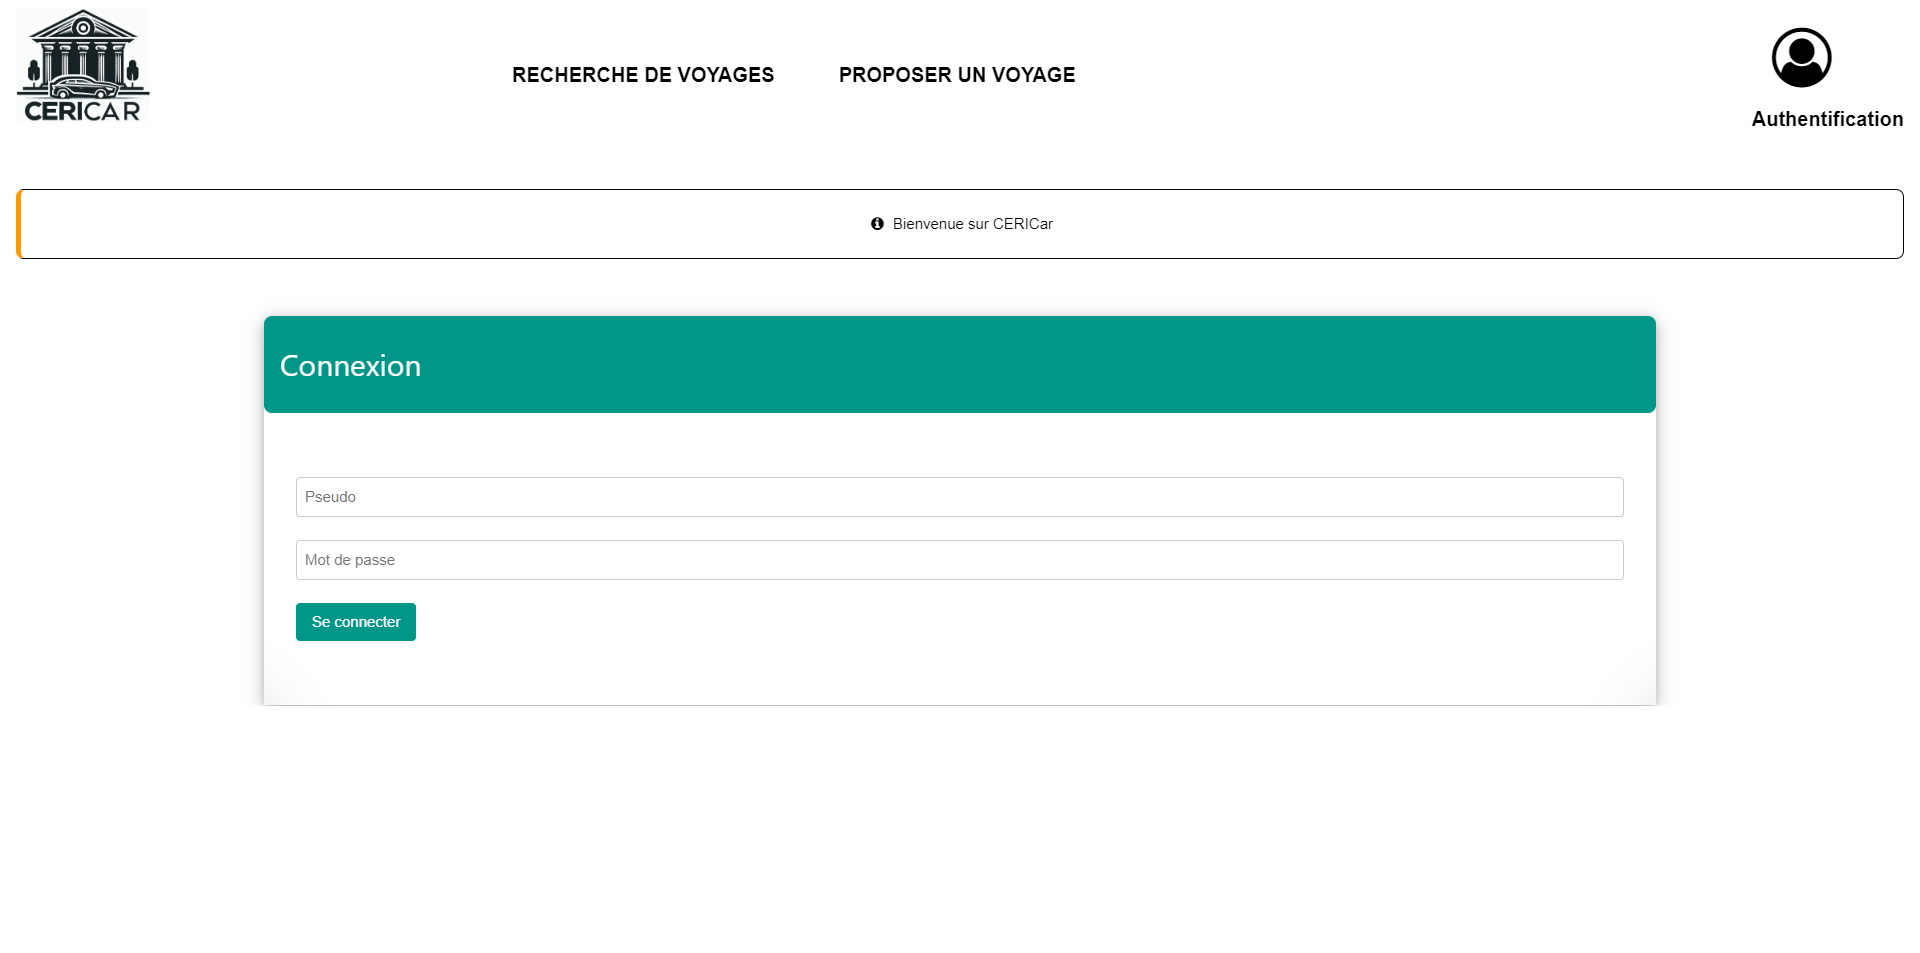 CERICAR
RECHERCHE DE VOYAGES
PROPOSER UN VOYAGE
Authentification
Bienvenue sur CERICar
Connexion
Pseudo
Mot de passe
Se connecter